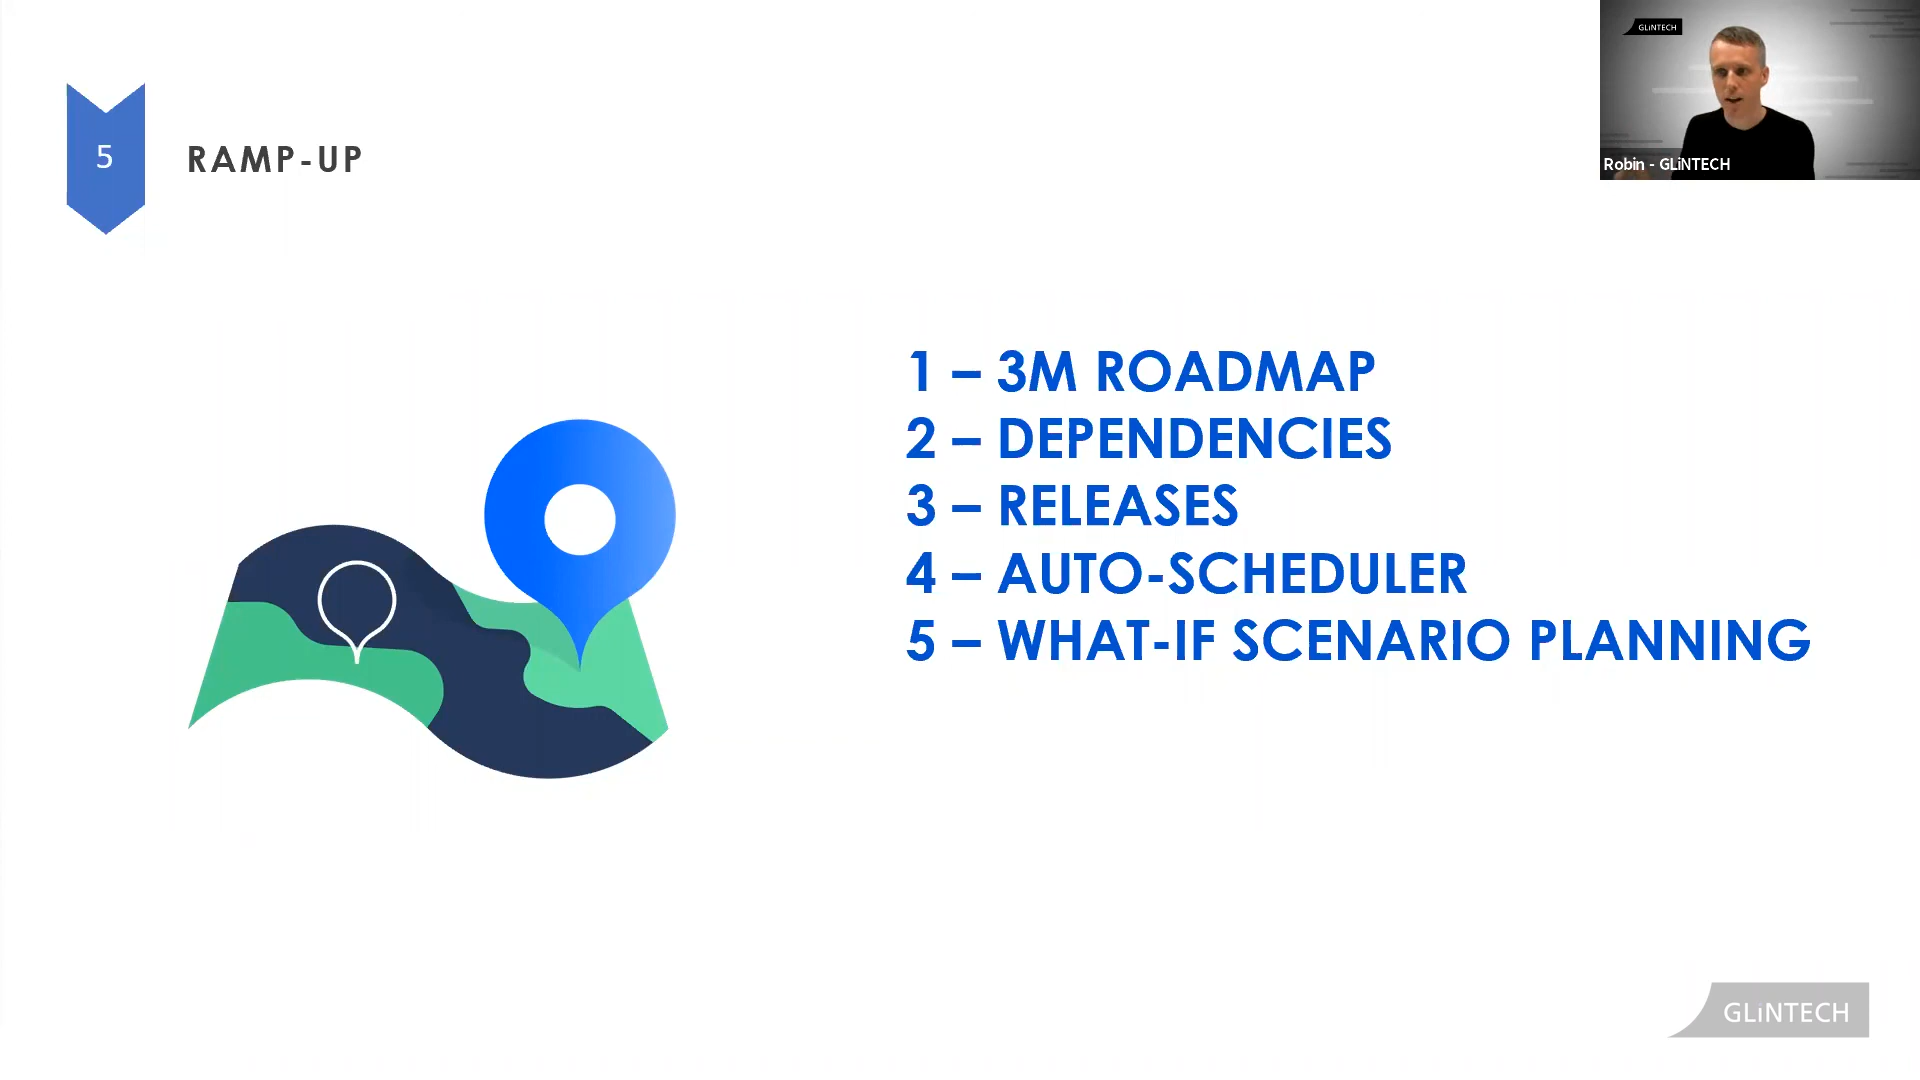 5
RAMP-UP
GLiNTECH
Robin - GLiNTECH
1 – 3M ROADMAP
2 – DEPENDENCIES
3 – RELEASES
4 – AUTO-SCHEDULER
5 – WHAT-IF SCENARIO PLANNING
GLiNTECH